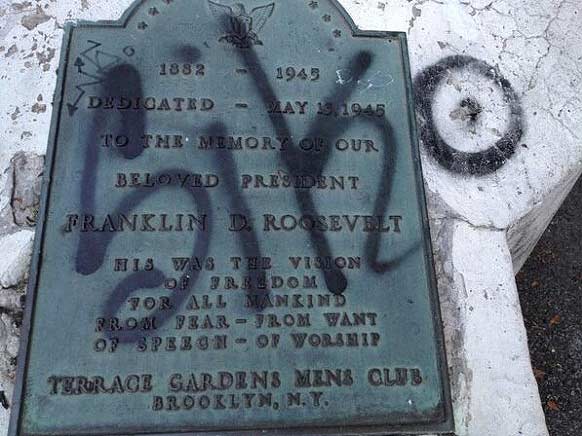 1882 - 1945
DEDICATED - MAY 15, 1945
TO THE MEMORY OF OUR
BELOVED PRESIDENT
FRANKLIN D. ROOSEVELT
HIS WAS THE VISION
OF FREEDOM
FOR ALL MANKIND
FROM FEAR - FROM WANT
OF SPEECH - OF WORSHIP
TERRACE GARDENS MENS CLUB
BROOKLYN, N.Y.